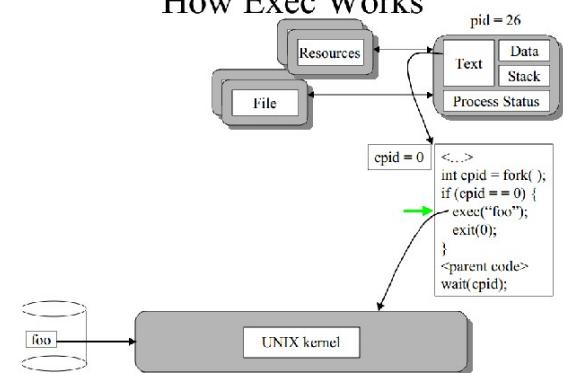 How Exec Works
pid = 26
Resources
Text
Data
Stack
File
Process Status
cpid = 0
<...>
int cpid = fork( );
if (cpid = = 0) {
exec(“foo”);
exit(0);
}
<parent code>
wait(cpid);
foo
UNIX kernel